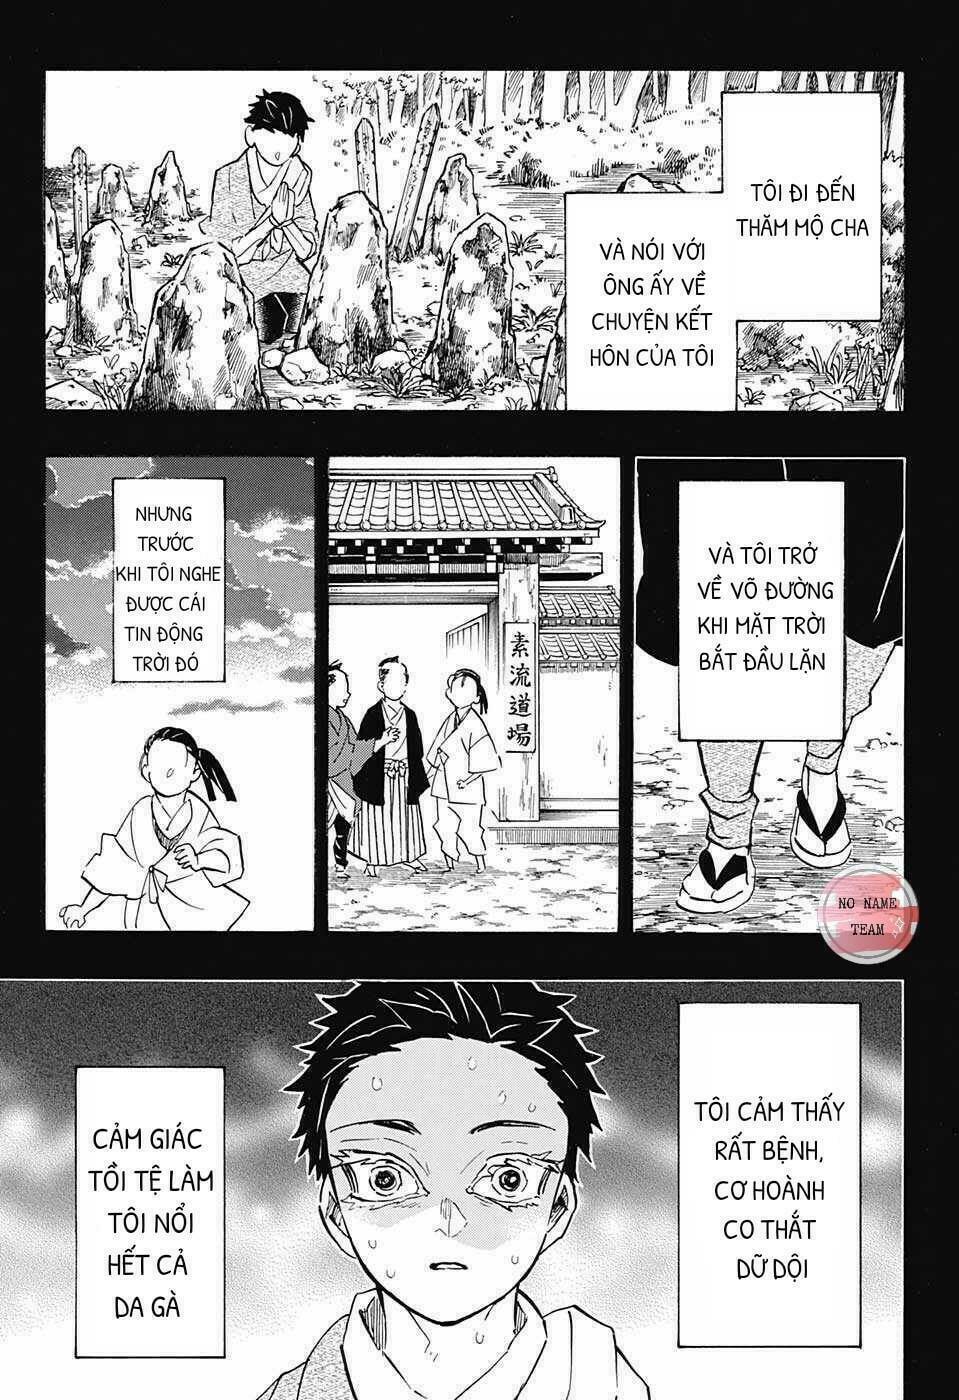 TÔI ĐI ĐẾN
THĂM MỘ CHA
VÀ NÓI VỚI
ÔNG ẤY VỀ
CHUYỆN KẾT
HÔN CỦA TÔI
VÀ TÔI TRỞ
VỀ VÕ ĐƯỜNG
KHI MẶT TRỜI
BẮT ĐẦU LẶN
素流道場
NHƯNG
TRƯỚC
KHI TÔI NGHE
ĐƯỢC CÁI
TIN ĐỘNG
TRỜI ĐÓ
NO NAME
TEAM
TÔI CẢM THẤY
RẤT BỆNH,
CƠ HOÀNH
CO THẮT
DỮ DỘI
CẢM GIÁC
TỒI TỆ LÀM
TÔI NỔI
HẾT CẢ
DA GÀ